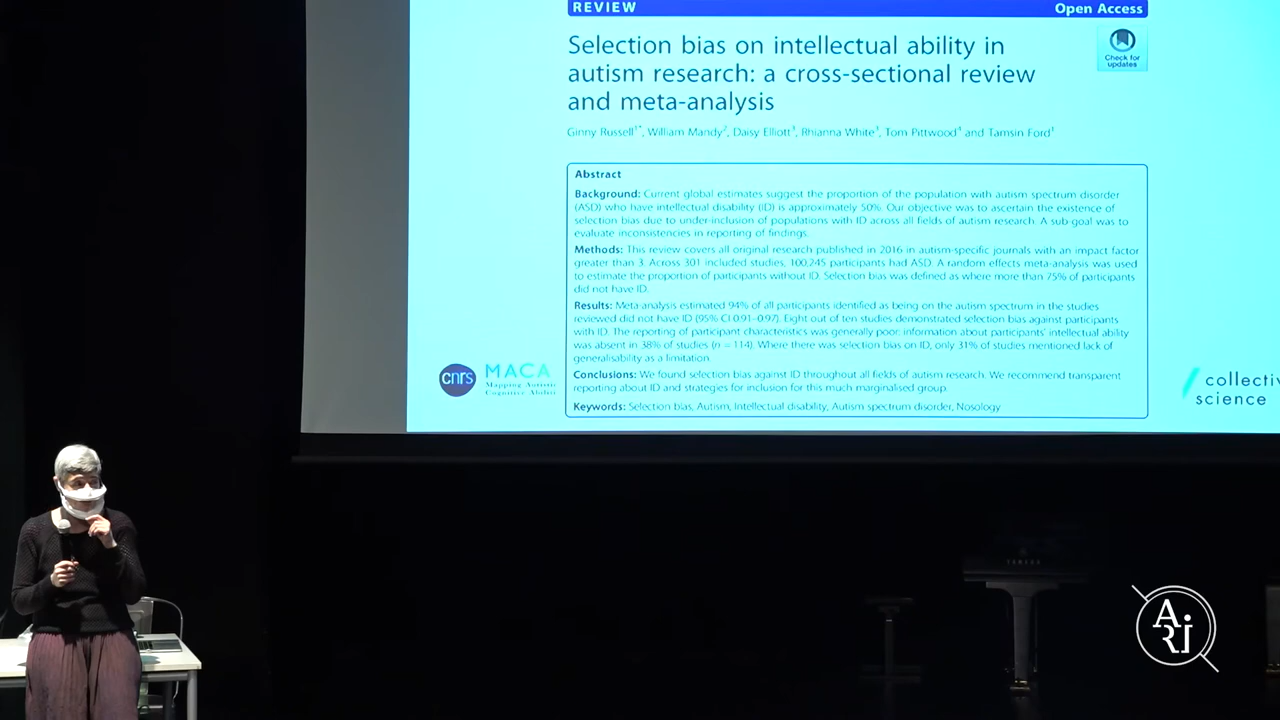 REVIEW
Open Access
Selection bias on intellectual ability in
autism research: a cross-sectional review
and meta-analysis
Check for
updates
Ginny Russell1*, William Mandy2, Daisy Elliott3, Rhianna White1, Tom Pittwood4 and Tamsin Ford1
Abstract
Background: Current global estimates suggest the proportion of the population with autism spectrum disorder
(ASD) who have intellectual disability (ID) is approximately 50%. Our objective was to ascertain the existence of
selection bias due to under-inclusion of populations with ID across all fields of autism research. A sub-goal was to
evaluate inconsistencies in reporting of findings.
Methods: This review covers all original research published in 2016 in autism-specific journals with an impact factor
greater than 3. Across 301 included studies, 100,245 participants had ASD. A random effects meta-analysis was used
to estimate the proportion of participants without ID. Selection bias was defined as where more than 75% of participants
did not have ID.
Results: Meta-analysis estimated 94% of all participants identified as being on the autism spectrum in the studies
reviewed did not have ID (95% CI 0.91–0.97). Eight out of ten studies demonstrated selection bias against participants
with ID. The reporting of participant characteristics was generally poor: information about participants' intellectual ability
was absent in 38% of studies (n = 114). Where there was selection bias on ID, only 31% of studies mentioned lack of
generalisability as a limitation.
Conclusions: We found selection bias against ID throughout all fields of autism research. We recommend transparent
reporting about ID and strategies for inclusion for this much marginalised group.
Keywords: Selection bias, Autism, Intellectual disability, Autism spectrum disorder, Nosology
cnrs
MACA
Mapping Autistic
Cognitive Abilit
collectiv
science
YAMAHA
A.RI